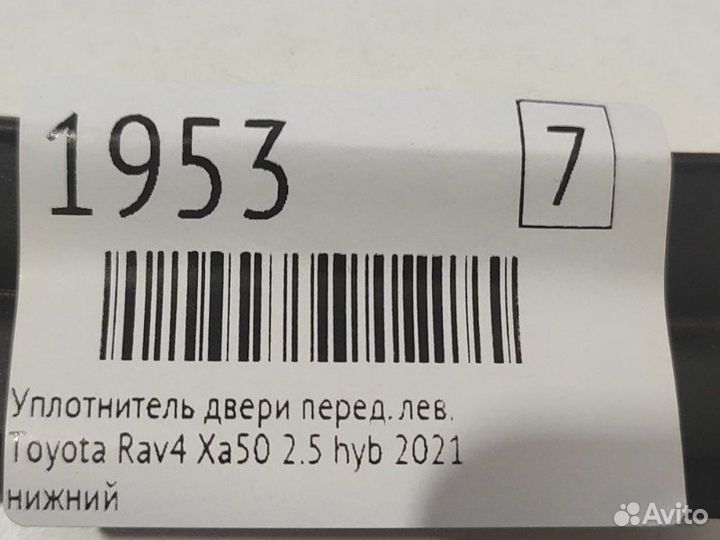 1953
7
Уплотнитель двери перед. лев.
Toyota Rav4 Xa50 2.5 hyb 2021
нижний
Avito